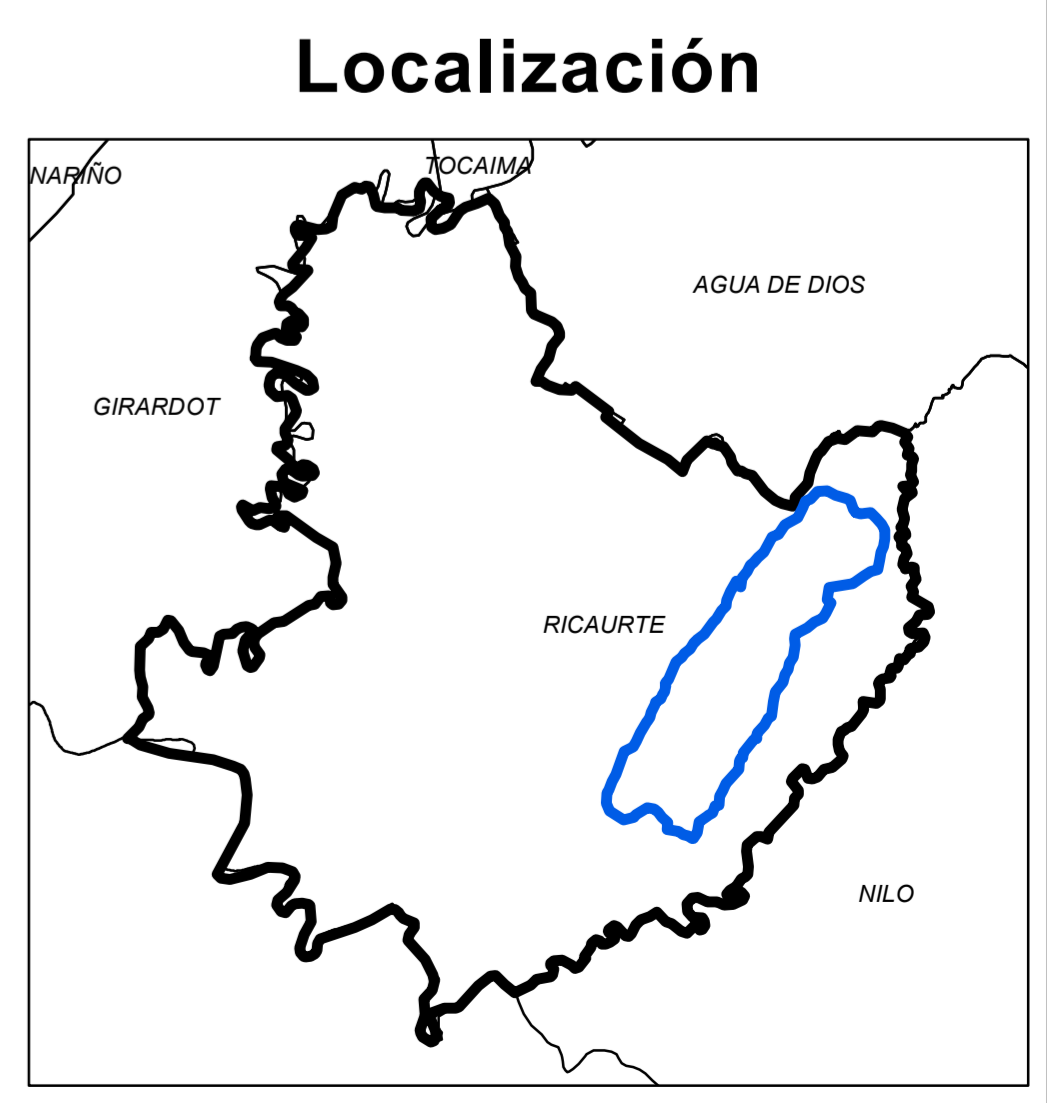 Localización
TOCAIMA
NARIÑO
AGUA DE DIOS
GIRARDOT
RICAURTE
NILO